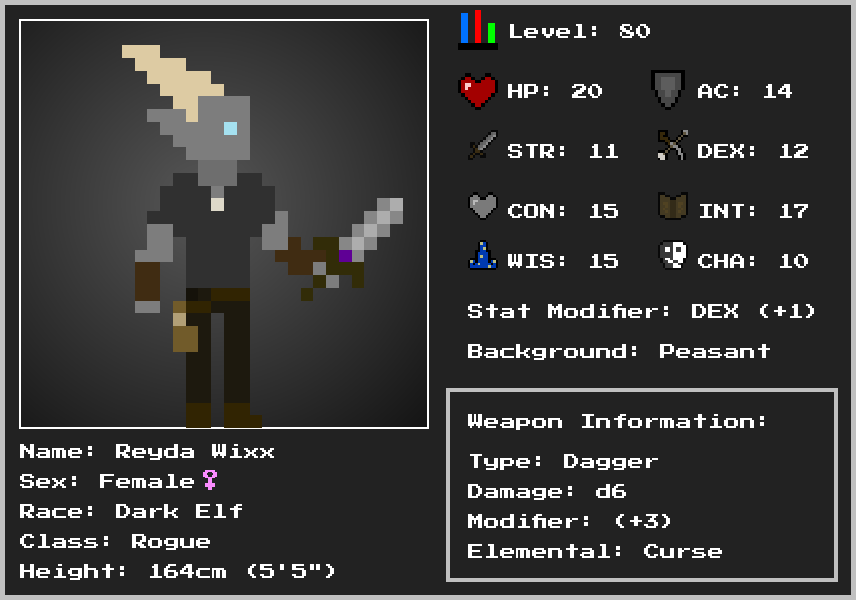 Level: 80
HP: 20 AC: 14
STR: 11 DEX: 12
CON: 15 INT: 17
WIS: 15 CHA: 10
Stat Modifier: DEX (+1)
Background: Peasant
Weapon Information:
Type: Dagger
Damage: d6
Modifier: (+3)
Elemental: Curse
Name: Reyda Wixx
Sex: Female♀
Race: Dark Elf
Class: Rogue
Height: 164cm (5'5")